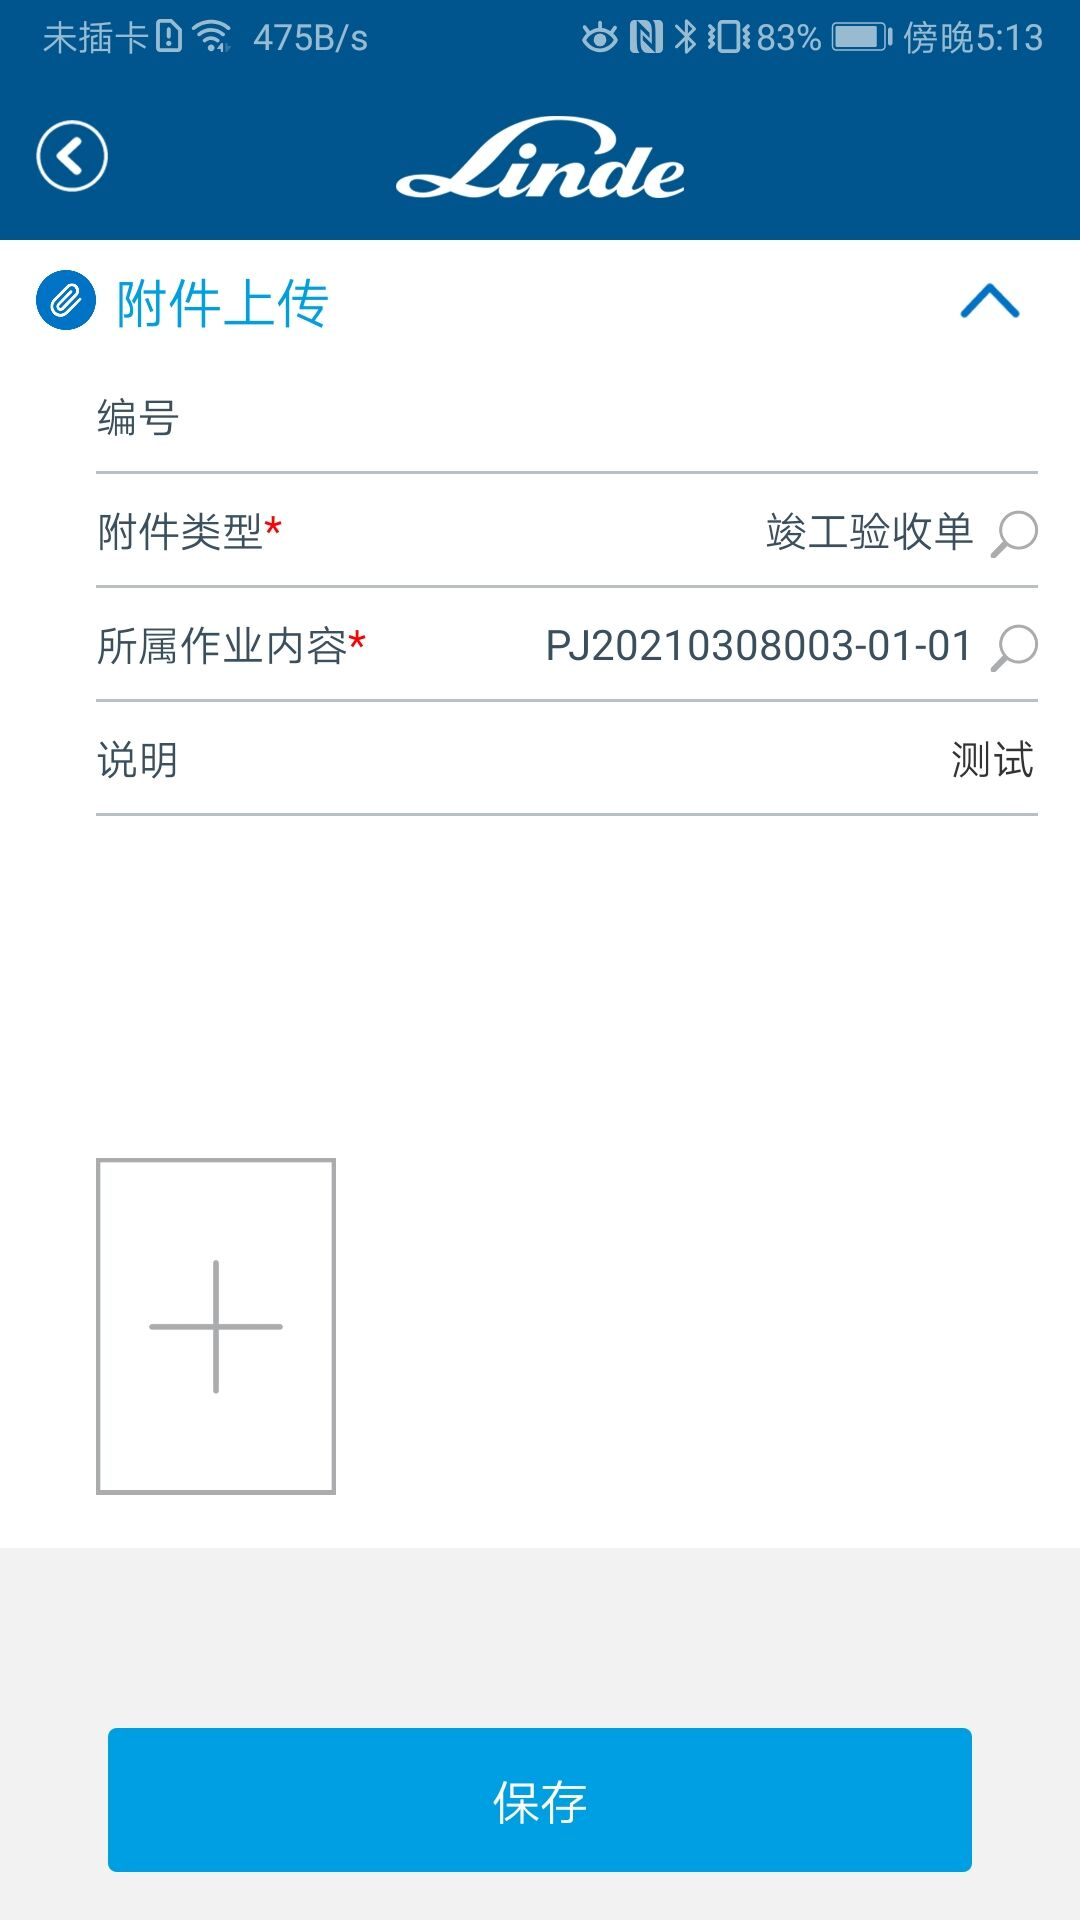 未插卡 475B/s 83% 傍晚5:13
Linde
附件上传
编号
附件类型* 竣工验收单
所属作业内容* PJ20210308003-01-01
说明 测试
保存